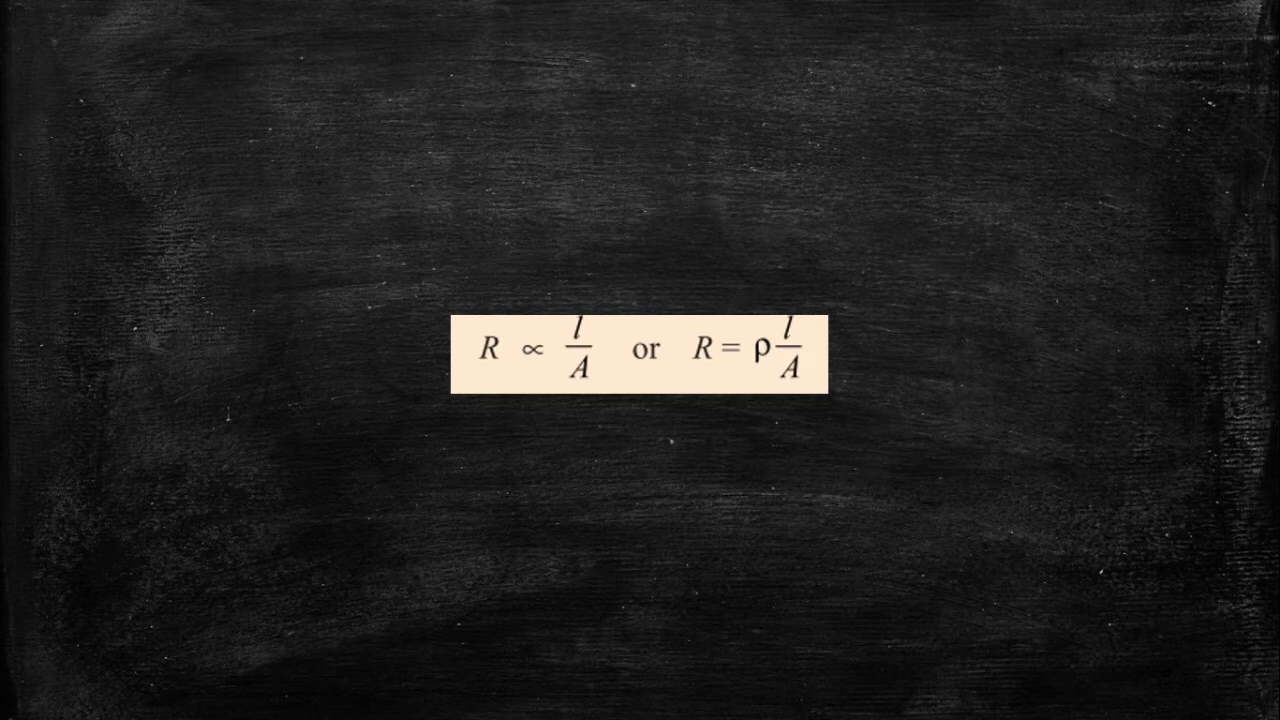 R ∝ l/A or R = ρ l/A